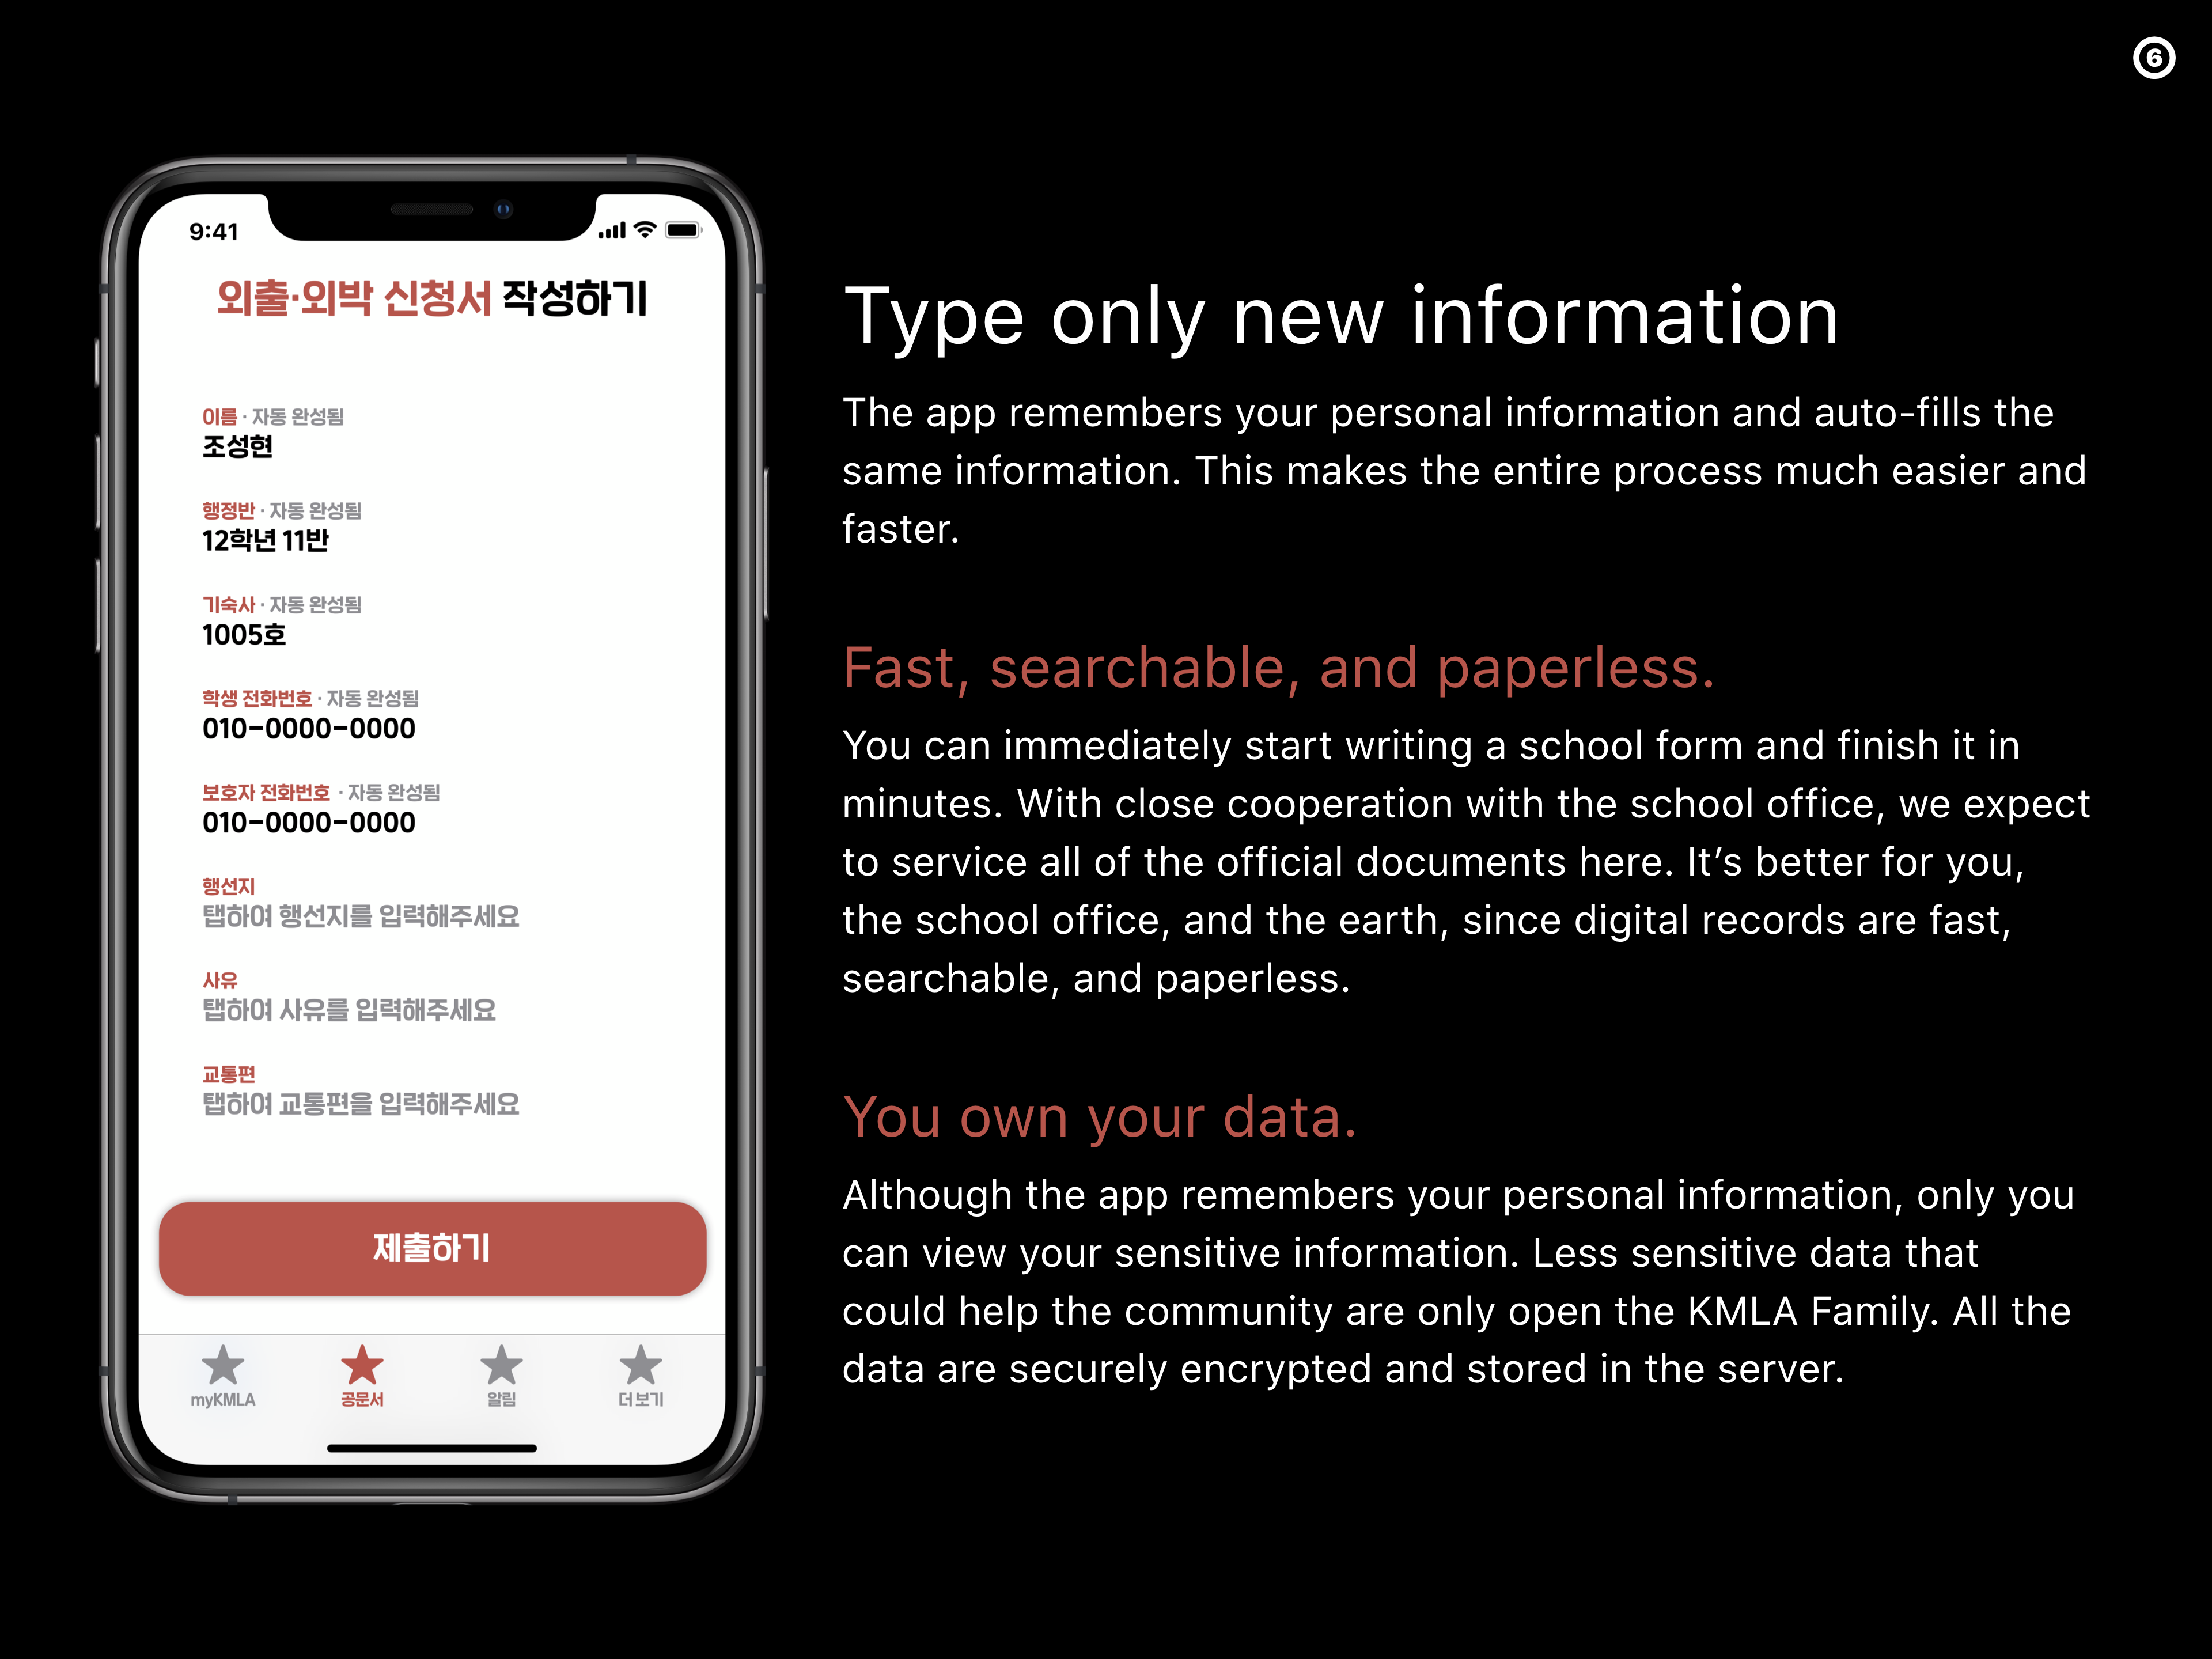 6
9:41
외출·외박 신청서 작성하기
이름 · 자동 완성됨
조성현
행정반 · 자동 완성됨
12학년 11반
기숙사 · 자동 완성됨
1005호
학생 전화번호 · 자동 완성됨
010-0000-0000
보호자 전화번호 · 자동 완성됨
010-0000-0000
행선지
탭하여 행선지를 입력해주세요
사유
탭하여 사유를 입력해주세요
교통편
탭하여 교통편을 입력해주세요
제출하기
myKMLA 공문서 알림 더 보기
Type only new information
The app remembers your personal information and auto-fills the
same information. This makes the entire process much easier and
faster.
Fast, searchable, and paperless.
You can immediately start writing a school form and finish it in
minutes. With close cooperation with the school office, we expect
to service all of the official documents here. It’s better for you,
the school office, and the earth, since digital records are fast,
searchable, and paperless.
You own your data.
Although the app remembers your personal information, only you
can view your sensitive information. Less sensitive data that
could help the community are only open the KMLA Family. All the
data are securely encrypted and stored in the server.